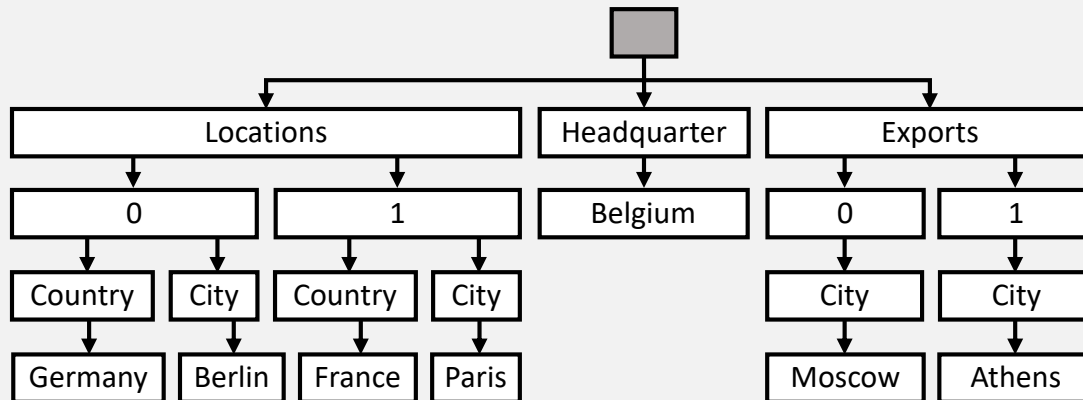 Locations Headquarter Exports
0 1 Belgium 0 1
Country City Country City City City
Germany Berlin France Paris Moscow Athens